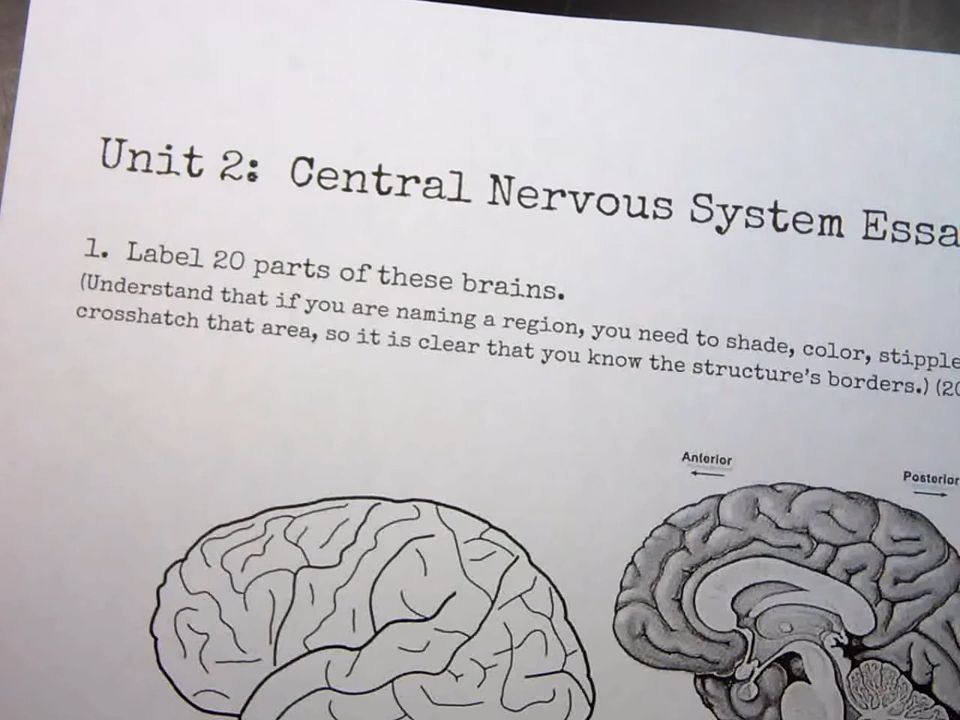 Unit 2: Central Nervous System Essa
1. Label 20 parts of these brains.
(Understand that if you are naming a region, you need to shade, color, stipple
crosshatch that area, so it is clear that you know the structure's borders.) (20
Anterior
Posterior